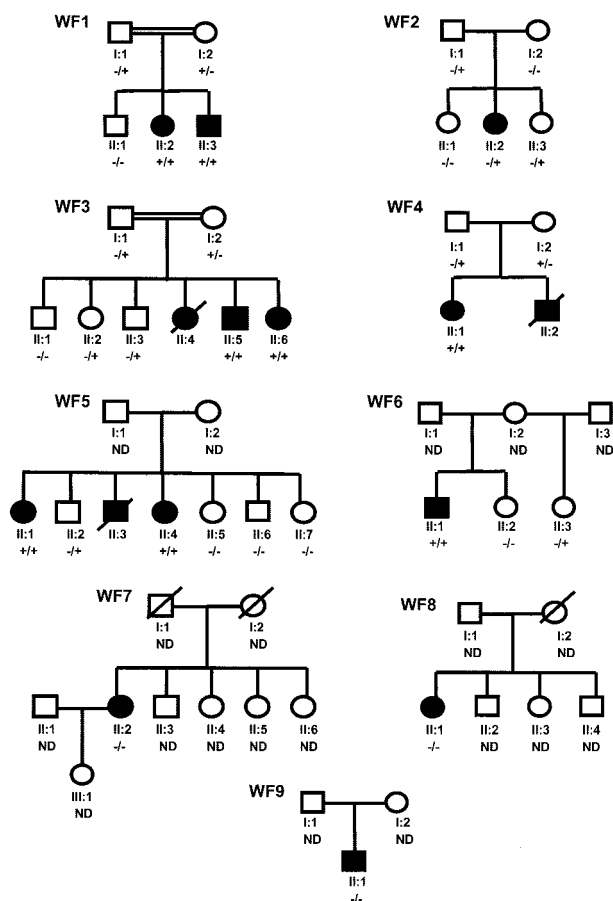 WF1
I:1 I:2
-/+ +/-
II:1 II:2 II:3
-/- +/+ +/+
WF2
I:1 I:2
-/+ -/-
II:1 II:2 II:3
-/- -/+ -/+
WF3
I:1 I:2
-/+ +/-
II:1 II:2 II:3 II:4 II:5 II:6
-/- -/+ -/+ +/+ +/+
WF4
I:1 I:2
-/+ +/-
II:1 II:2
+/+
WF5
I:1 I:2
ND ND
II:1 II:2 II:3 II:4 II:5 II:6 II:7
+/+ -/+ +/+ -/- -/- -/-
WF6
I:1 I:2 I:3
ND ND ND
II:1 II:2 II:3
+/+ -/- -/+
WF7
I:1 I:2
ND ND
II:1 II:2 II:3 II:4 II:5 II:6
ND -/- ND ND ND ND
III:1
ND
WF8
I:1 I:2
ND ND
II:1 II:2 II:3 II:4
-/- ND ND ND
WF9
I:1 I:2
ND ND
II:1
-/-